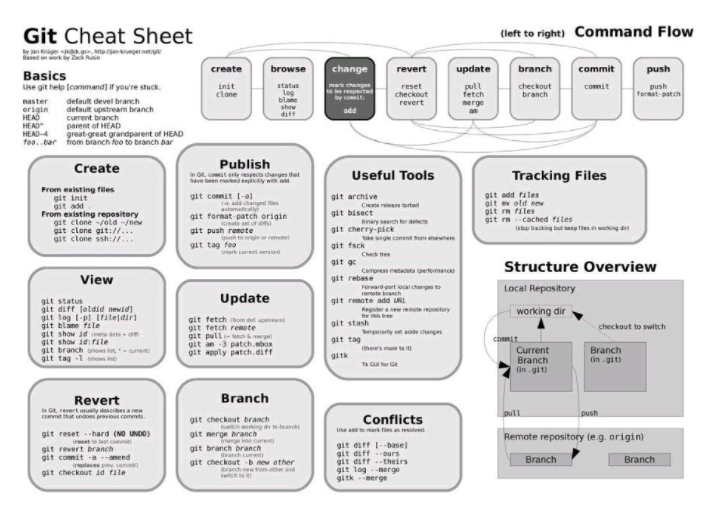 Git Cheat Sheet
by Jan Krüger <jk@jk.gs>, http://jan-krueger.net/git/
Based on work by Zack Rusin
Basics
Use git help [command] if you're stuck.
master default devel branch
origin default upstream branch
HEAD current branch
HEAD^ parent of HEAD
HEAD~4 great-great grandparent of HEAD
foo..bar from branch foo to branch bar
(left to right) Command Flow
create
init
clone
browse
status
log
blame
show
diff
change
mark changes
to be respected
by commit:
add
revert
reset
checkout
revert
update
pull
fetch
merge
am
branch
checkout
branch
commit
commit
push
push
format-patch
Create
From existing files
git init
git add .
From existing repository
git clone ~/old ~/new
git clone git://...
git clone ssh://...
View
git status
git diff [oldid newid]
git log [-p] [file|dir]
git blame file
git show id (meta data + diff)
git show id:file
git branch (shows list, * = current)
git tag -l (shows list)
Revert
In Git, revert usually describes a new
commit that undoes previous commits.
git reset --hard (NO UNDO)
(reset to last commit)
git revert branch
git commit -a --amend
(replaces prev. commit)
git checkout id file
Publish
In GIT, commit only respects changes that
have been marked explicitly with add.
git commit [-a]
(-a: add changed files
automatically)
git format-patch origin
(create set of diffs)
git push remote
(push to origin or remote)
git tag foo
(mark current version)
Update
git fetch (from def. upstream)
git fetch remote
git pull (= fetch & merge)
git am -3 patch.mbox
git apply patch.diff
Branch
git checkout branch
(switch working dir to branch)
git merge branch
(merge into current)
git branch branch
(branch current)
git checkout -b new other
(branch new from other and
switch to it)
Useful Tools
git archive
Create release tarball
git bisect
Binary search for defects
git cherry-pick
Take single commit from elsewhere
git fsck
Check tree
git gc
Compress metadata (performance)
git rebase
Forward-port local changes to
remote branch
git remote add URL
Register a new remote repository
for this tree
git stash
Temporarily set aside changes
git tag
(there's more to it)
gitk
Tk GUI for Git
Conflicts
Use add to mark files as resolved.
git diff [--base]
git diff --ours
git diff --theirs
git log --merge
gitk --merge
Tracking Files
git add files
git mv old new
git rm files
git rm --cached files
(stop tracking but keep files in working dir)
Structure Overview
Local Repository
working dir
checkout to switch
commit
Current
Branch
(in .git)
Branch
(in .git)
pull
push
Remote repository (e.g. origin)
Branch
Branch